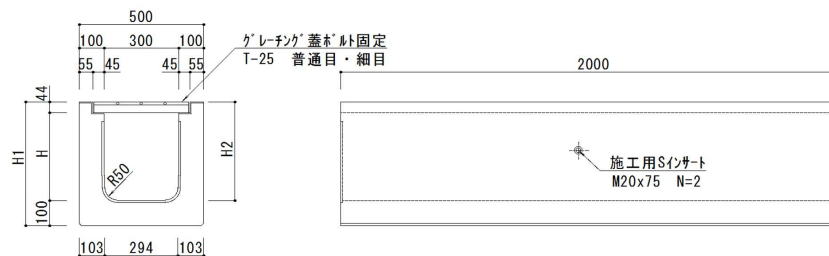 500
100 300 100
55 45 45 55
グレーチング蓋ボルト固定
T-25 普通目・細目
2000
44
H1
H
H2
R50
100
施工用Sインサート
M20x75 N=2
103 294 103